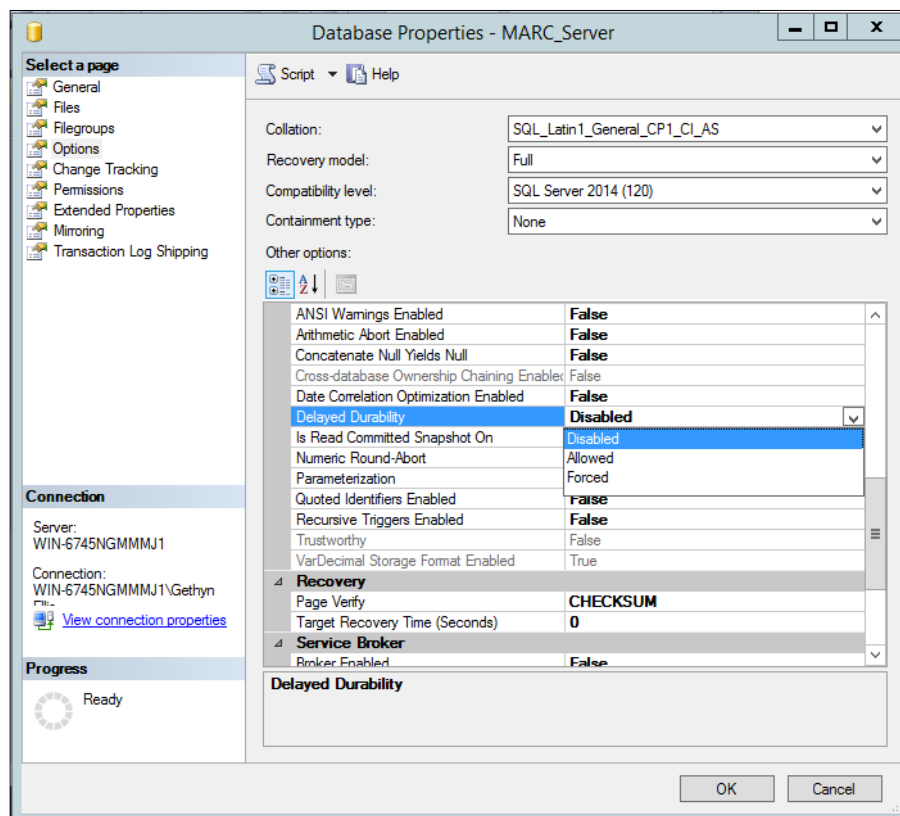 Database Properties - MARC_Server
Select a page
General
Files
Filegroups
Options
Change Tracking
Permissions
Extended Properties
Mirroring
Transaction Log Shipping
Connection
Server:
WIN-6745NGMMMJ1
Connection:
WIN-6745NGMMMJ1\Gethyn
View connection properties
Progress
Ready
Script Help
Collation: SQL_Latin1_General_CP1_CI_AS
Recovery model: Full
Compatibility level: SQL Server 2014 (120)
Containment type: None
Other options:
ANSI Warnings Enabled False
Arithmetic Abort Enabled False
Concatenate Null Yields Null False
Cross-database Ownership Chaining Enabled False
Date Correlation Optimization Enabled False
Delayed Durability Disabled
Is Read Committed Snapshot On Disabled
Numeric Round-Abort Allowed
Parameterization Forced
Quoted Identifiers Enabled False
Recursive Triggers Enabled False
Trustworthy False
VarDecimal Storage Format Enabled True
Recovery
Page Verify CHECKSUM
Target Recovery Time (Seconds) 0
Service Broker
Broker Enabled False
Delayed Durability
OK Cancel